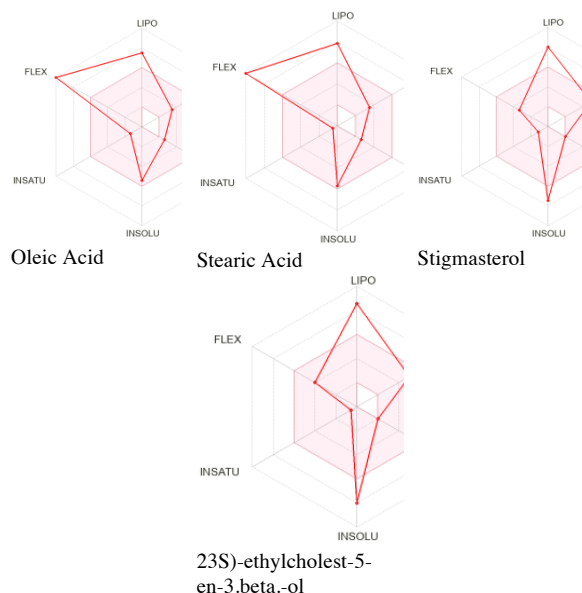 LIPO
FLEX
INSATU
INSOLU
Oleic Acid
LIPO
FLEX
INSATU
INSOLU
Stearic Acid
LIPO
FLEX
INSATU
INSOLU
Stigmasterol
LIPO
FLEX
INSATU
INSOLU
23S)-ethylcholest-5-
en-3.beta.-ol